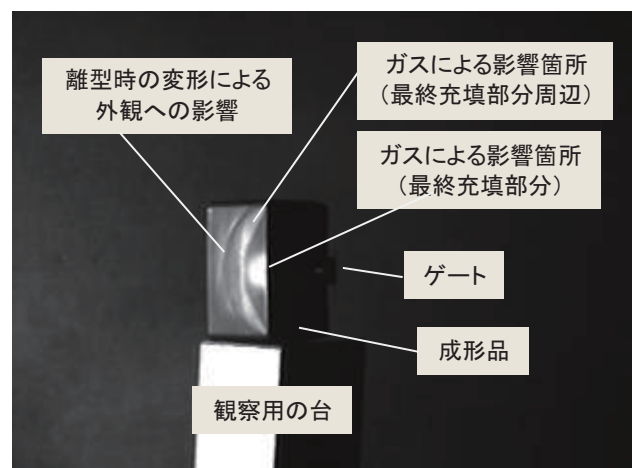 離型時の変形による
外観への影響
ガスによる影響箇所
（最終充填部分周辺）
ガスによる影響箇所
（最終充填部分）
ゲート
成形品
観察用の台